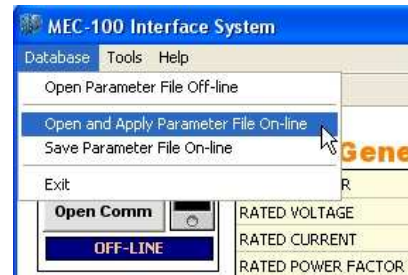 MEC-100 Interface System
Database Tools Help
Open Parameter File Off-line
Open and Apply Parameter File On-line
Save Parameter File On-line
Exit
Open Comm
OFF-LINE
Gene
R
RATED VOLTAGE
RATED CURRENT
RATED POWER FACTOR